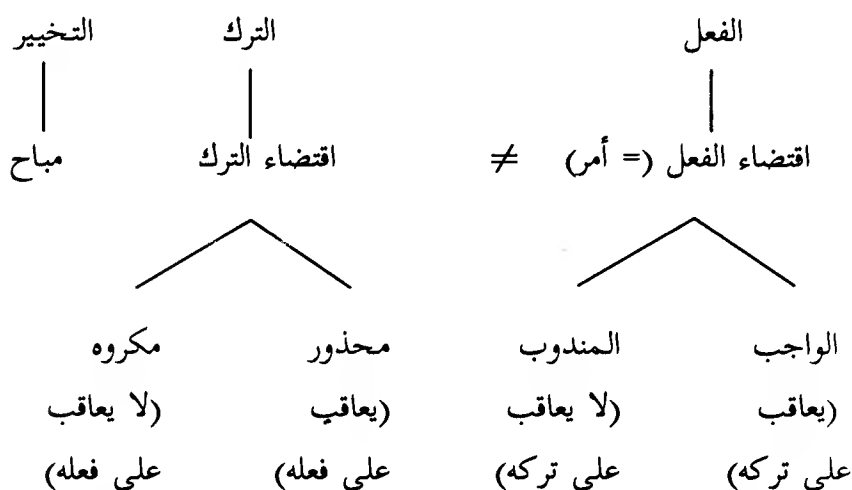 الفعل الترك التخيير
اقتضاء الفعل (= أمر) ≠ اقتضاء الترك مباح
الواجب المندوب محذور مكروه
(يعاقب (لا يعاقب (يعاقب (لا يعاقب
على تركه) على تركه) على فعله) على فعله)